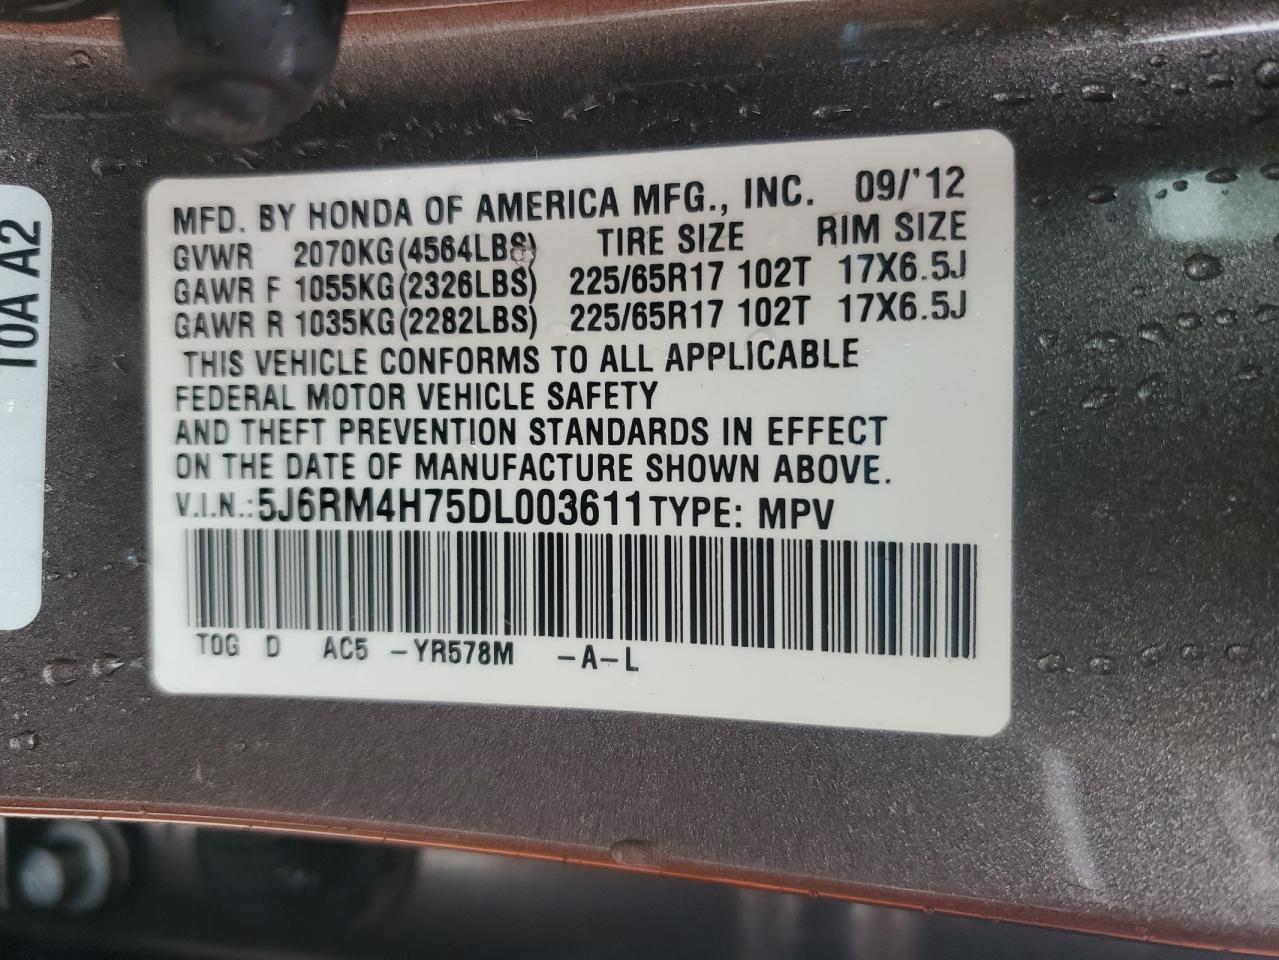 MFD. BY HONDA OF AMERICA MFG., INC. 09/'12
GVWR 2070KG(4564LBS) TIRE SIZE RIM SIZE
GAWR F 1055KG(2326LBS) 225/65R17 102T 17X6.5J
GAWR R 1035KG(2282LBS) 225/65R17 102T 17X6.5J
THIS VEHICLE CONFORMS TO ALL APPLICABLE
FEDERAL MOTOR VEHICLE SAFETY
AND THEFT PREVENTION STANDARDS IN EFFECT
ON THE DATE OF MANUFACTURE SHOWN ABOVE.
V.I.N.: 5J6RM4H75DL003611 TYPE: MPV
T0G D AC5 -YR578M -A-L
T0A A2